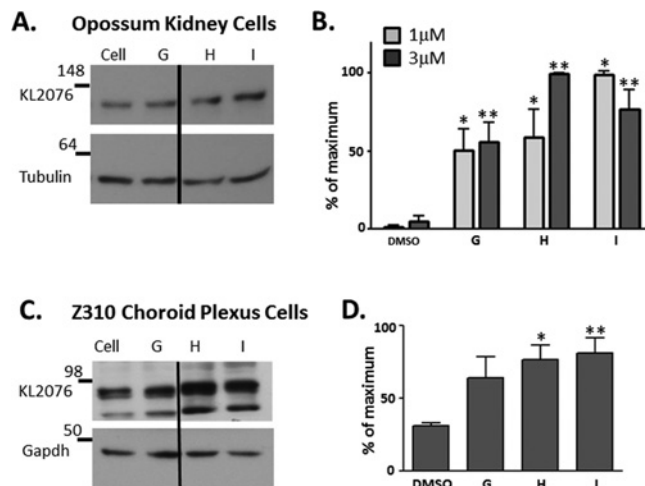 A. Opossum Kidney Cells
Cell G H I
148
KL2076
64
Tubulin
B.
1μM
3μM
% of maximum
100
50
0
* ** * ** * **
DMSO G H I
C. Z310 Choroid Plexus Cells
Cell G H I
98
KL2076
50
Gapdh
D.
% of maximum
100
50
0
* **
DMSO G H I